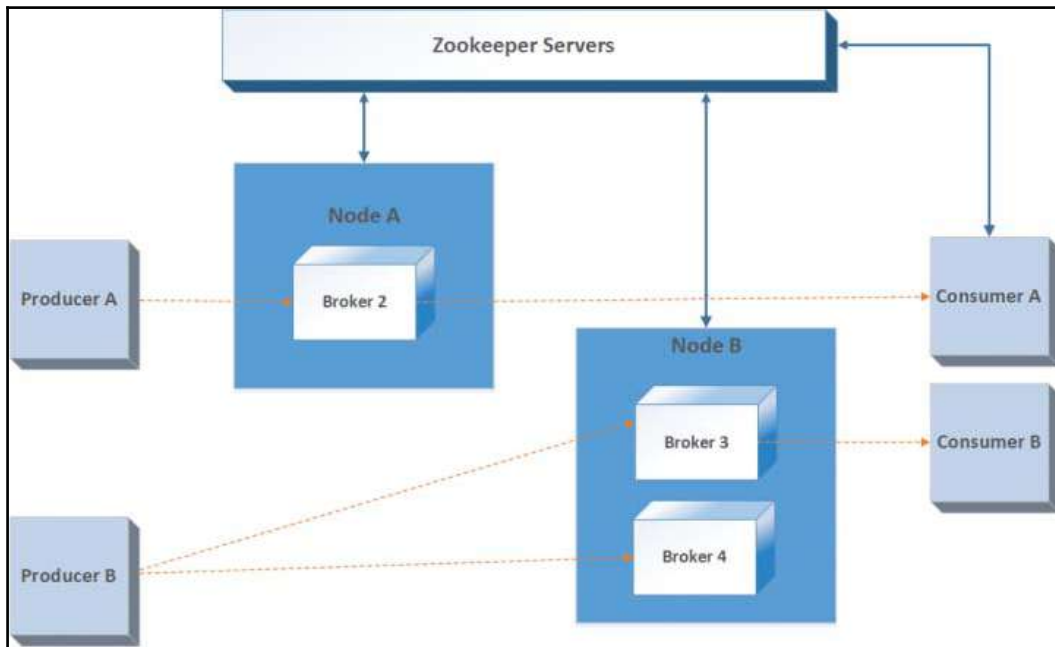 Zookeeper Servers
Node A
Producer A
Broker 2
Consumer A
Node B
Broker 3
Consumer B
Broker 4
Producer B